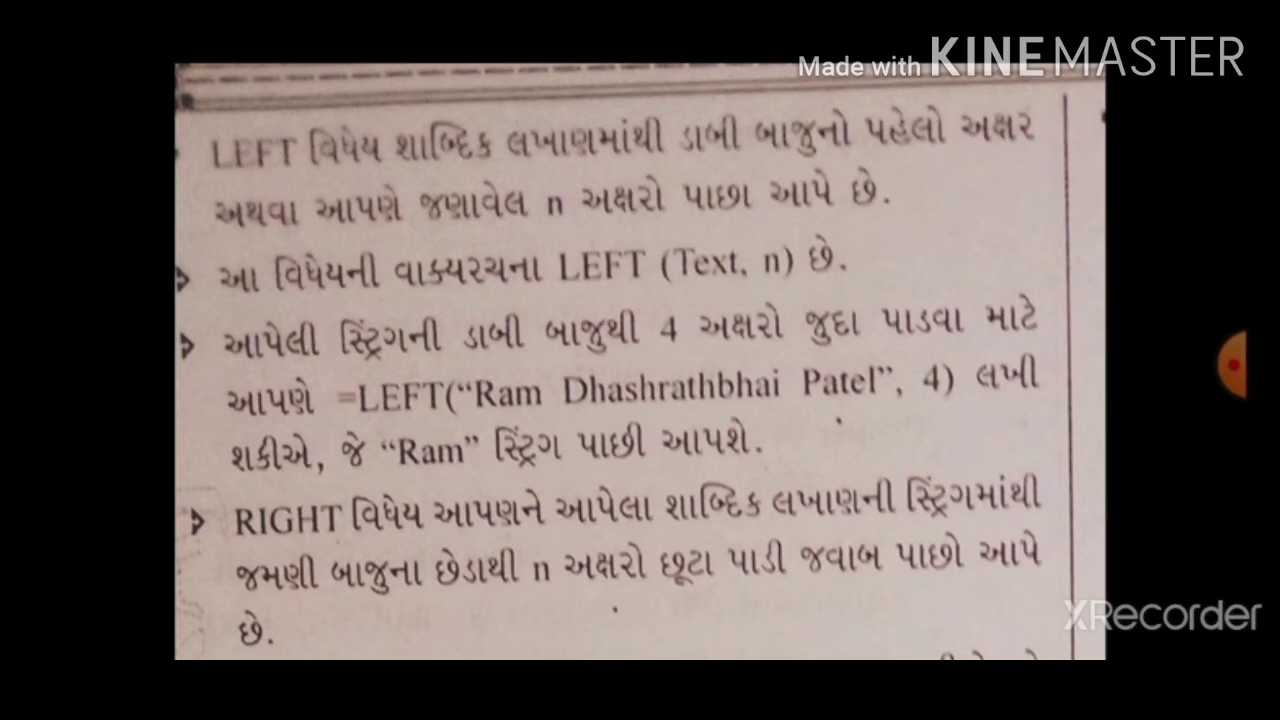 Made with KINEMASTER
LEFT વિધેય શાબ્દિક લખાણમાંથી ડાબી બાજુનો પહેલો અક્ષર
અથવા આપણે જણાવેલ n અક્ષરો પાછા આપે છે.
આ વિધેયની વાક્યરચના LEFT (Text, n) છે.
આપેલી સ્ટ્રિંગની ડાબી બાજુથી 4 અક્ષરો જુદા પાડવા માટે
આપણે =LEFT(“Ram Dhashrathbhai Patel”, 4) લખી
શકીએ, જે “Ram” સ્ટ્રિંગ પાછી આપશે.
RIGHT વિધેય આપણને આપેલા શાબ્દિક લખાણની સ્ટ્રિંગમાંથી
જમણી બાજુના છેડાથી n અક્ષરો છૂટા પાડી જવાબ પાછો આપે
છે.
XRecorder